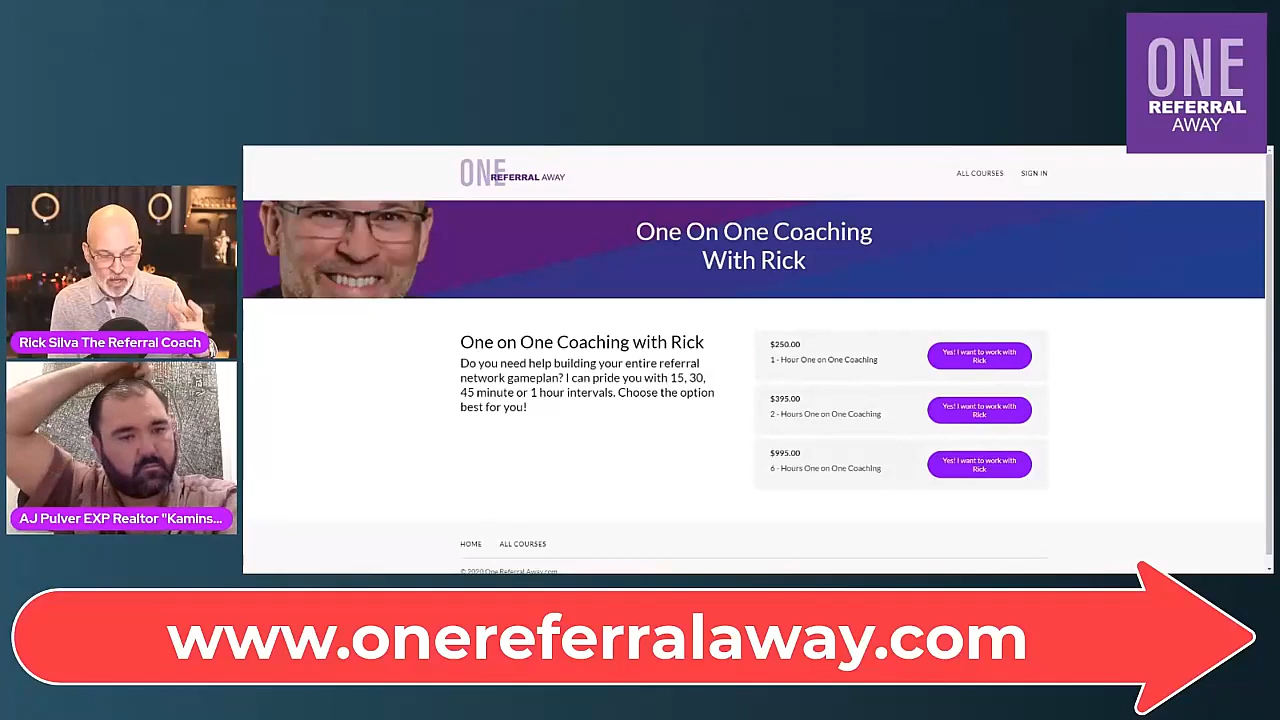 ONE
REFERRAL
AWAY
ONE REFERRAL AWAY
ALL COURSES
SIGN IN
One On One Coaching
With Rick
One on One Coaching with Rick
Do you need help building your entire referral
network gameplan? I can pride you with 15, 30,
45 minute or 1 hour intervals. Choose the option
best for you!
$250.00
1 - Hour One on One Coaching
Yes! I want to work with
Rick
$395.00
2 - Hours One on One Coaching
Yes! I want to work with
Rick
$995.00
6 - Hours One on One Coaching
Yes! I want to work with
Rick
HOME
ALL COURSES
© 2020 One Referral Away.com
Rick Silva The Referral Coach
AJ Pulver EXP Realtor "Kamins...
www.onereferralaway.com